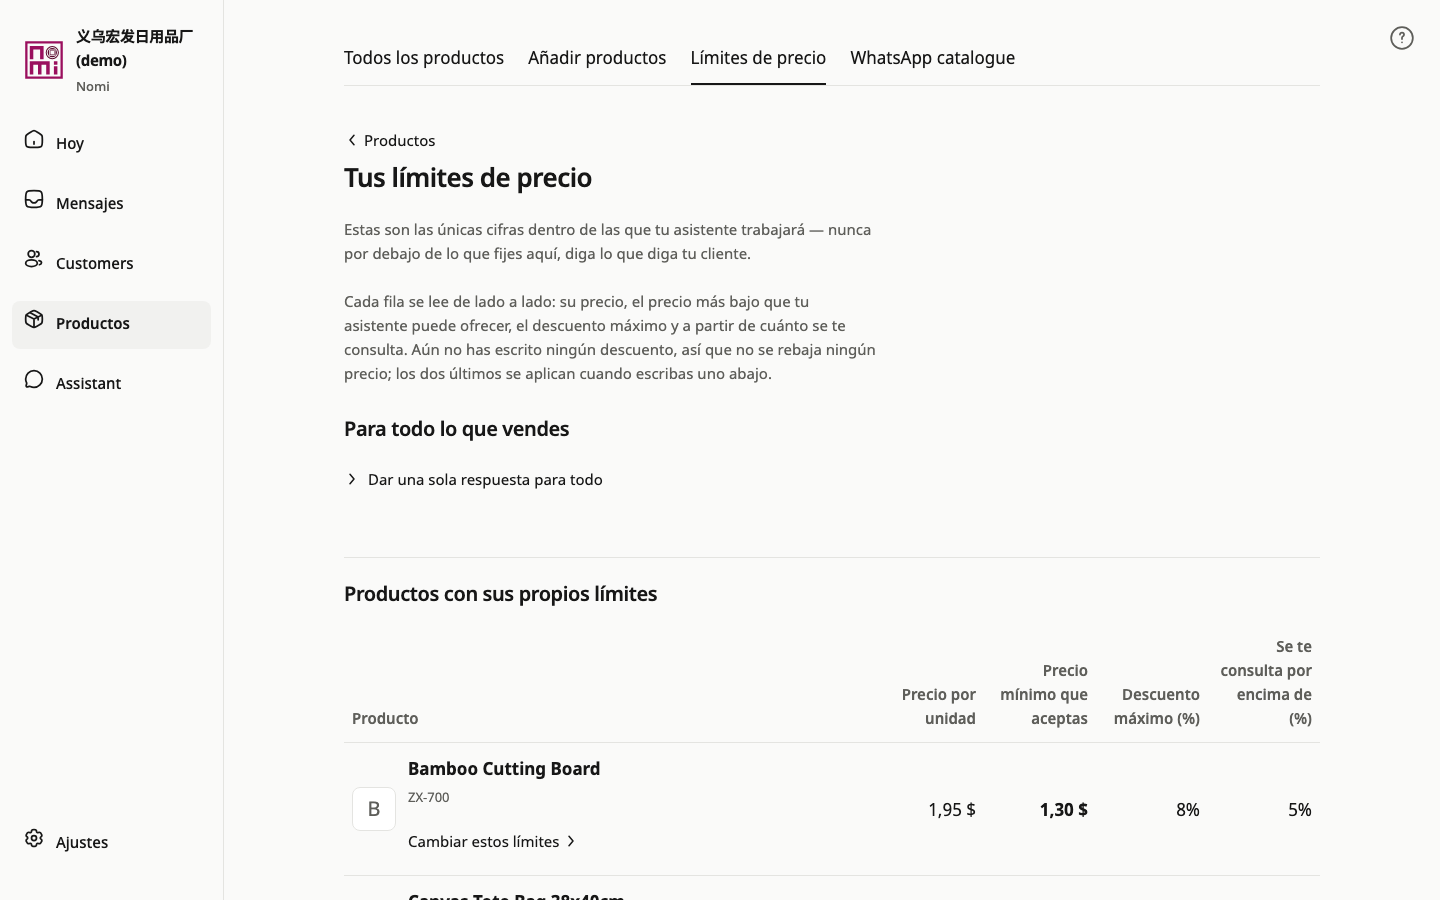 义乌宏发日用品厂
(demo)
Nomi
Hoy
Mensajes
Customers
Productos
Assistant
Ajustes
Todos los productos
Añadir productos
Límites de precio
WhatsApp catalogue
Productos
Tus límites de precio
Estas son las únicas cifras dentro de las que tu asistente trabajará — nunca
por debajo de lo que fijes aquí, diga lo que diga tu cliente.
Cada fila se lee de lado a lado: su precio, el precio más bajo que tu
asistente puede ofrecer, el descuento máximo y a partir de cuánto se te
consulta. Aún no has escrito ningún descuento, así que no se rebaja ningún
precio; los dos últimos se aplican cuando escribas uno abajo.
Para todo lo que vendes
Dar una sola respuesta para todo
Productos con sus propios límites
Producto
Precio por
unidad
Precio
mínimo que
aceptas
Descuento
máximo (%)
Se te
consulta por
encima de
(%)
B
Bamboo Cutting Board
ZX-700
Cambiar estos límites
1,95 $
1,30 $
8%
5%
Canvas Tote Bag 38x40cm